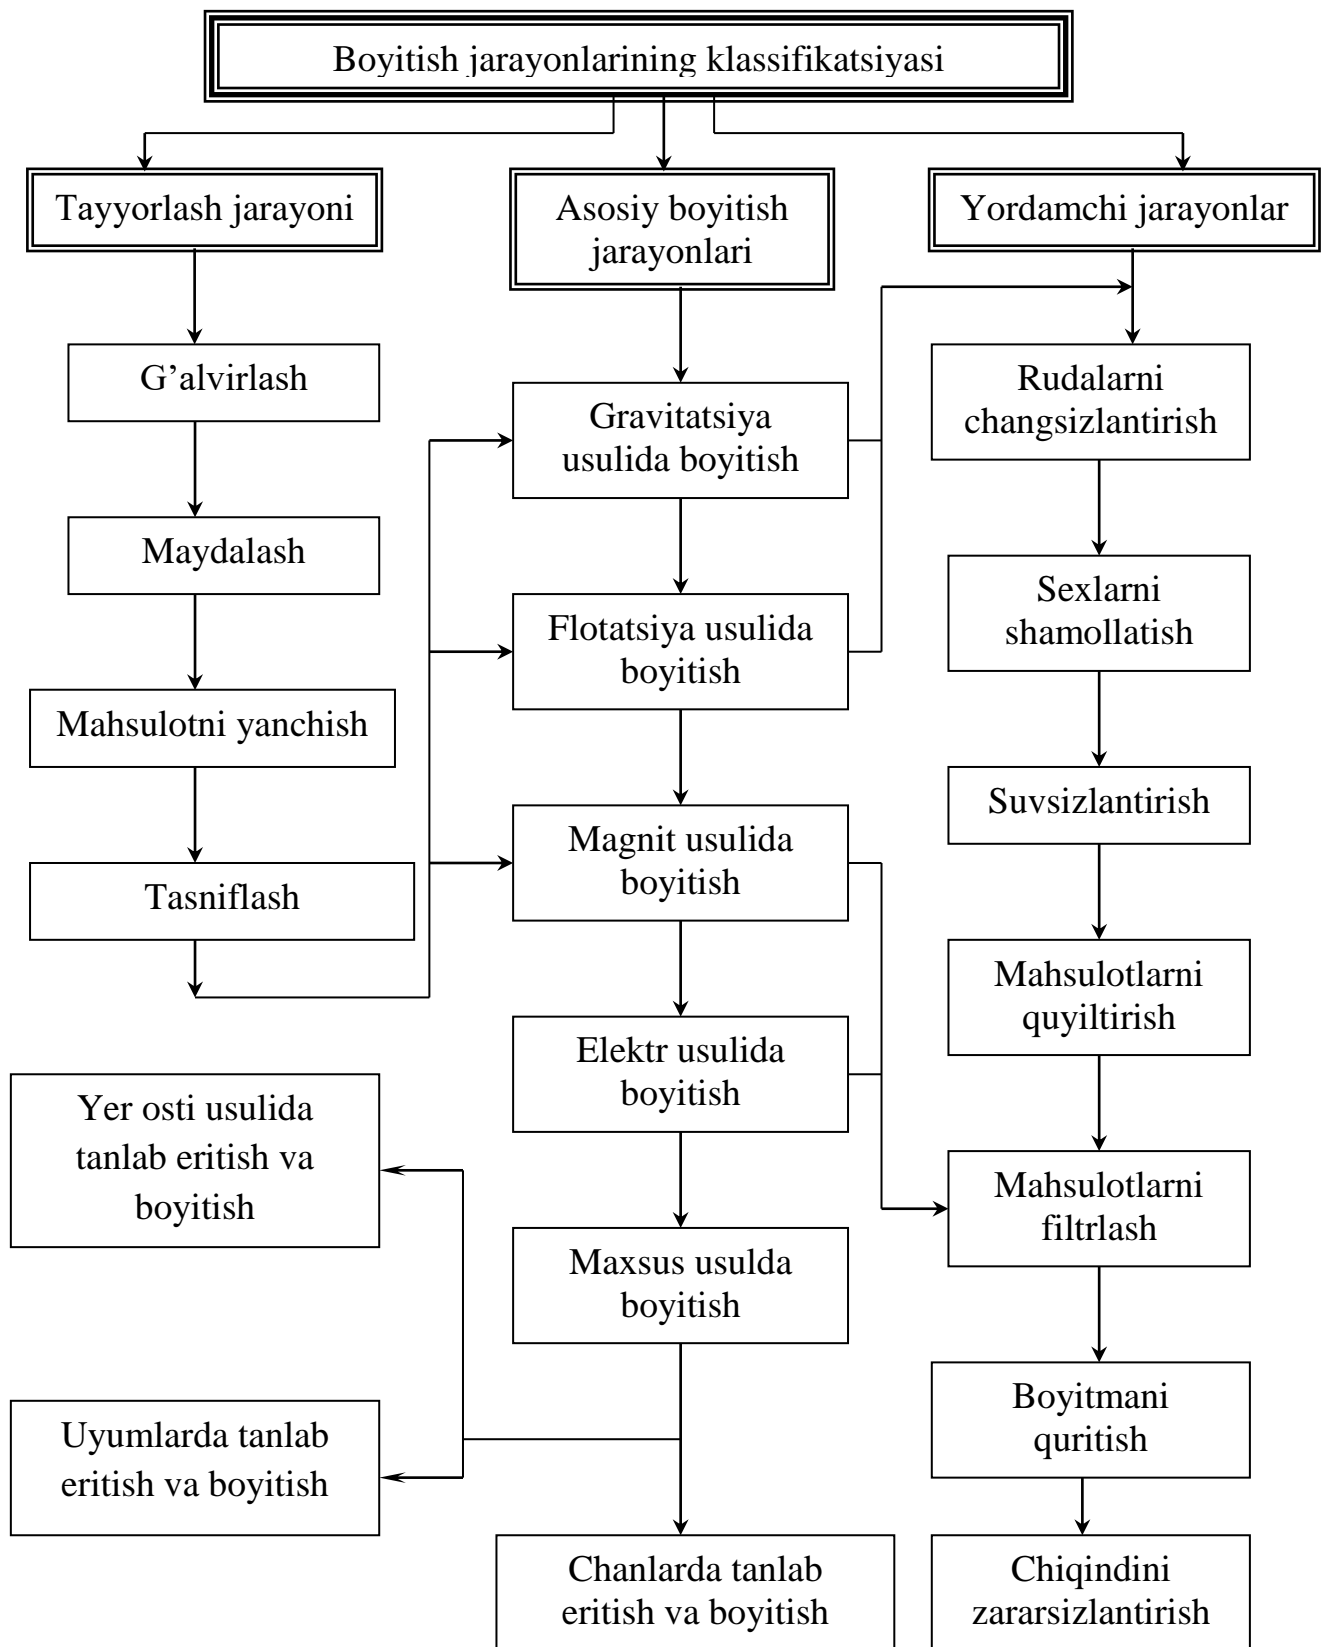 Boyitish jarayonlarining klassifikatsiyasi
Tayyorlash jarayoni
Asosiy boyitish
jarayonlari
Yordamchi jarayonlar
G’alvirlash
Maydalash
Mahsulotni yanchish
Tasniflash
Gravitatsiya
usulida boyitish
Flotatsiya usulida
boyitish
Magnit usulida
boyitish
Elektr usulida
boyitish
Maxsus usulda
boyitish
Yer osti usulida
tanlab eritish va
boyitish
Uyumlarda tanlab
eritish va boyitish
Chanlarda tanlab
eritish va boyitish
Rudalarni
changsizlantirish
Sexlarni
shamollatish
Suvsizlantirish
Mahsulotlarni
quyiltirish
Mahsulotlarni
filtrlash
Boyitmani
quritish
Chiqindini
zararsizlantirish